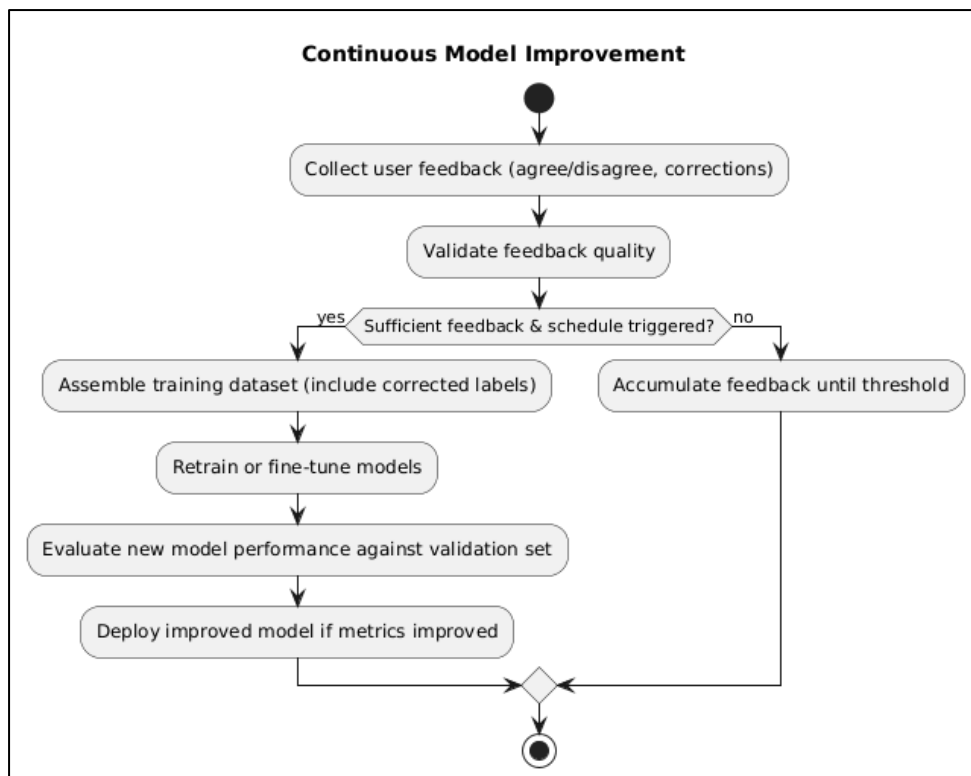 Continuous Model Improvement
Collect user feedback (agree/disagree, corrections)
Validate feedback quality
yes
Sufficient feedback & schedule triggered?
no
Assemble training dataset (include corrected labels)
Accumulate feedback until threshold
Retrain or fine-tune models
Evaluate new model performance against validation set
Deploy improved model if metrics improved